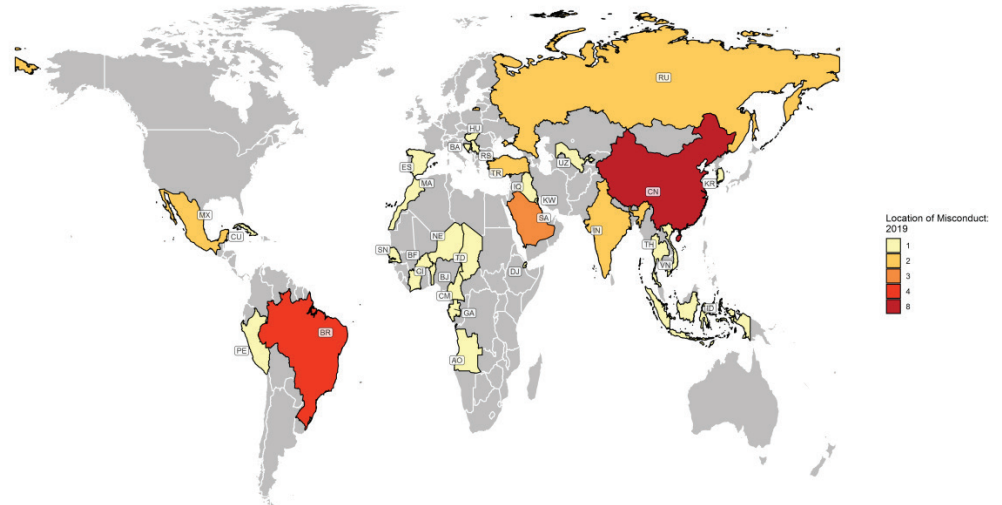 RU
HU
BA
RS
ES
UZ
TR
MA
IQ
KR
CN
KW
MX
SA
IN
CU
NE
TH
SN
BF
TD
VN
CI
DJ
BJ
CM
ID
GA
BR
PE
AO
Location of Misconduct:
2019
1
2
3
4
8